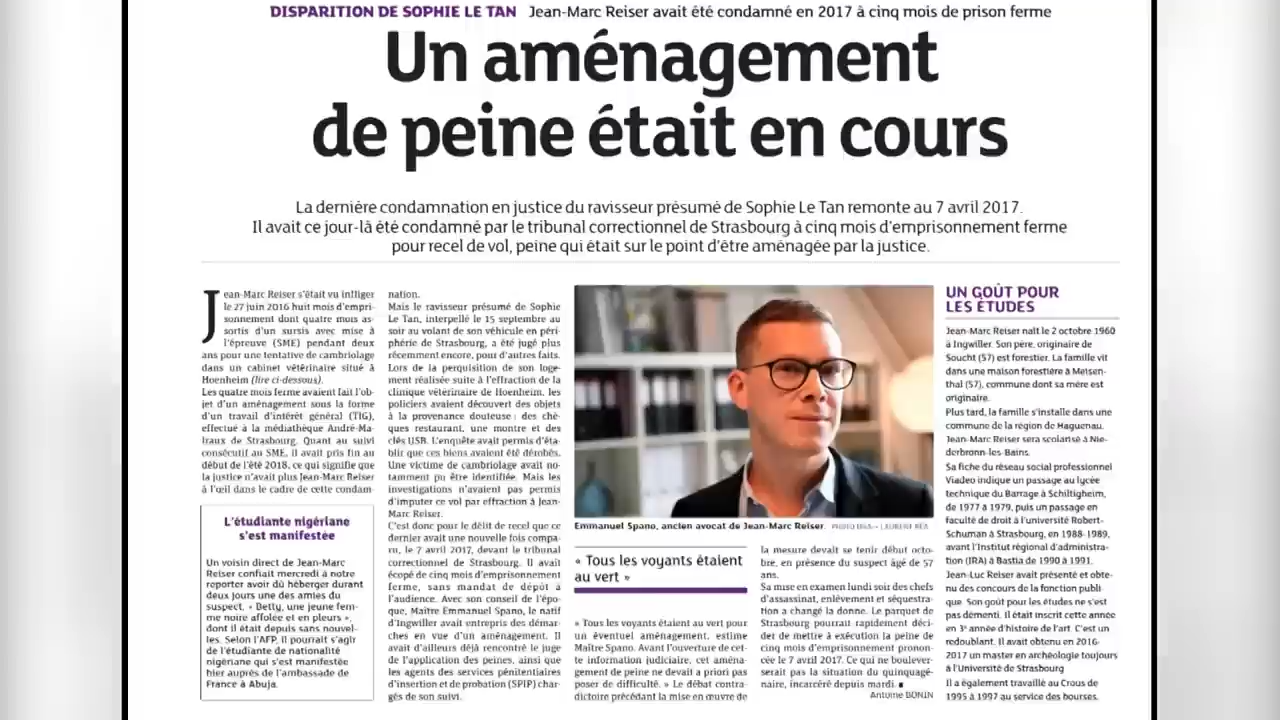 DISPARITION DE SOPHIE LE TAN Jean-Marc Reiser avait été condamné en 2017 à cinq mois de prison ferme
Un aménagement
de peine était en cours
La dernière condamnation en justice du ravisseur présumé de Sophie Le Tan remonte au 7 avril 2017.
Il avait ce jour-là été condamné par le tribunal correctionnel de Strasbourg à cinq mois d'emprisonnement ferme
pour recel de vol, peine qui était sur le point d'être aménagée par la justice.
Jean-Marc Reiser s'était vu infliger
le 27 juin 2016 huit mois d'empri-
sonnement dont quatre mois as-
sortis d'un sursis avec mise à
l'épreuve (SME) pendant deux
ans pour une tentative de cambriolage
dans un cabinet vétérinaire situé à
Hoenheim (lire ci-dessous).
Les quatre mois ferme avaient fait l'ob-
jet d'un aménagement sous la forme
d'un travail d'intérêt général (TIG),
effectué à la médiathèque André-Ma-
lraux de Strasbourg. Quant au suivi
consécutif au SME, il avait pris fin au
début de l'été 2018, ce qui signifie que
la justice n'avait plus Jean-Marc Reiser
à l'œil dans le cadre de cette condam-
L'étudiante nigériane
s'est manifestée
Un voisin direct de Jean-Marc
Reiser confiait mercredi à notre
reporter avoir dû héberger durant
deux jours une des amies du
suspect. « Betty, une jeune fem-
me noire affolée et en pleurs »,
dont il était depuis sans nouvel-
les. Selon l'AFP, il pourrait s'agir
de l'étudiante de nationalité
nigériane qui s'est manifestée
hier auprès de l'ambassade de
France à Abuja.
nation.
Mais le ravisseur présumé de Sophie
Le Tan, interpellé le 15 septembre au
soir au volant de son véhicule en péri-
phérie de Strasbourg, a été jugé plus
récemment encore, pour d'autres faits.
Lors de la perquisition de son loge-
ment réalisée suite à l'effraction de la
clinique vétérinaire de Hoenheim, les
policiers avaient découvert des objets
à la provenance douteuse : des chè-
ques restaurant, une montre et des
clés USB. L'enquête avait permis d'éta-
blir que ces biens avaient été dérobés.
Une victime de cambriolage avait no-
tamment pu être identifiée. Mais les
investigations n'avaient pas permis
d'imputer ce vol par effraction à Jean-
Marc Reiser.
C'est donc pour le délit de recel que ce
dernier avait une nouvelle fois compa-
ru, le 7 avril 2017, devant le tribunal
correctionnel de Strasbourg. Il avait
écopé de cinq mois d'emprisonnement
ferme, sans mandat de dépôt à
l'audience. Avec son conseil de l'épo-
que, Maître Emmanuel Spano, le natif
d'Ingwiller avait entrepris des démar-
ches en vue d'un aménagement. Il
avait d'ailleurs déjà rencontré le juge
de l'application des peines, ainsi que
les agents des services pénitentiaires
d'insertion et de probation (SPIP) char-
gés de son suivi.
Emmanuel Spano, ancien avocat de Jean-Marc Reiser. PHOTO DNA – LAURENT RÉA
« Tous les voyants étaient
au vert »
« Tous les voyants étaient au vert pour
un éventuel aménagement, estime
Maître Spano. Avant l'ouverture de cet-
te information judiciaire, cet aména-
gement de peine ne devait a priori pas
poser de difficulté. » Le débat contra-
dictoire précédant la mise en œuvre de
la mesure devait se tenir début octo-
bre, en présence du suspect âgé de 57
ans.
Sa mise en examen lundi soir des chefs
d'assassinat, enlèvement et séquestra-
tion a changé la donne. Le parquet de
Strasbourg pourrait rapidement déci-
der de mettre à exécution la peine de
cinq mois d'emprisonnement pronon-
cée le 7 avril 2017. Ce qui ne boulever-
serait pas la situation du quinquagé-
naire, incarcéré depuis mardi. ■
Antoine BONIN
UN GOÛT POUR
LES ÉTUDES
Jean-Marc Reiser naît le 2 octobre 1960
à Ingwiller. Son père, originaire de
Soucht (57) est forestier. La famille vit
dans une maison forestière à Meisen-
thal (57), commune dont sa mère est
originaire.
Plus tard, la famille s'installe dans une
commune de la région de Haguenau.
Jean-Marc Reiser sera scolarisé à Nie-
derbronn-les-Bains.
Sa fiche du réseau social professionnel
Viadeo indique un passage au lycée
technique du Barrage à Schiltigheim,
de 1977 à 1979, puis un passage en
faculté de droit à l'université Robert-
Schuman à Strasbourg, en 1988-1989,
avant l'Institut régional d'administra-
tion (IRA) à Bastia de 1990 à 1991.
Jean-Luc Reiser avait présenté et obte-
nu des concours de la fonction publi-
que. Son goût pour les études ne s'est
pas démenti. Il était inscrit cette année
en 3e année d'histoire de l'art. C'est un
redoublant. Il avait obtenu en 2016-
2017 un master en archéologie toujours
à l'Université de Strasbourg
Il a également travaillé au Crous de
1995 à 1997 au service des bourses.